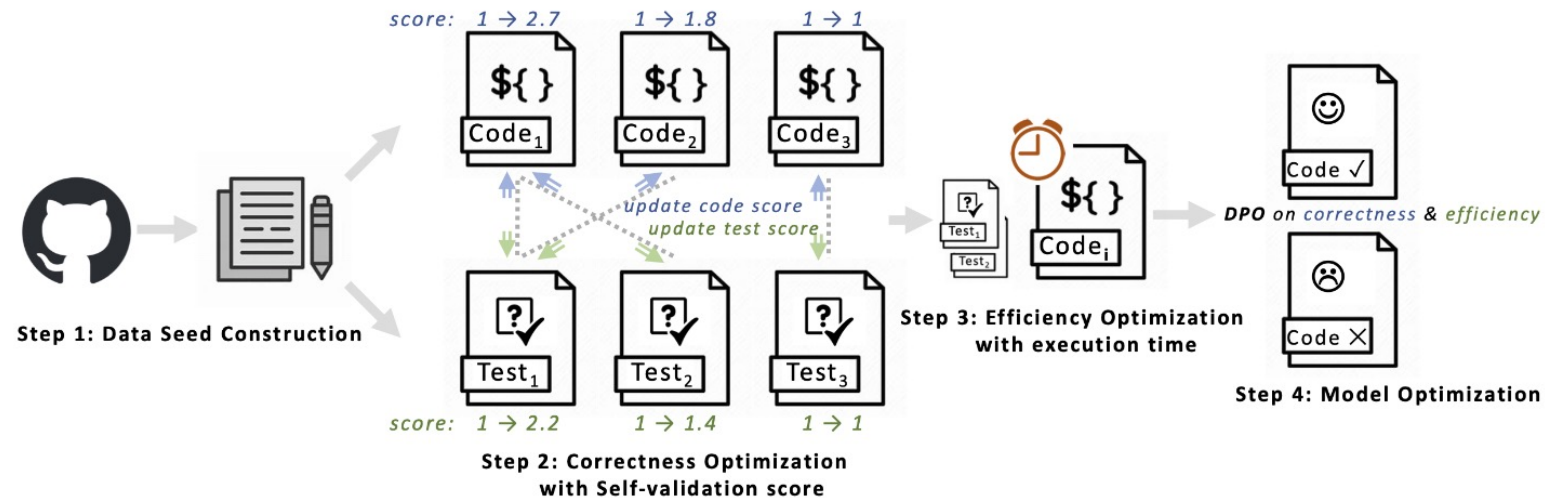 score: 1 → 2.7 1 → 1.8 1 → 1
${ } ${ } ${ }
Code₁ Code₂ Code₃
update code score
update test score
Test₁ Test₂ Test₃
score: 1 → 2.2 1 → 1.4 1 → 1
Step 1: Data Seed Construction
Step 2: Correctness Optimization
with Self-validation score
Test₁
Test₂
${ }
Codeᵢ
Step 3: Efficiency Optimization
with execution time
Code ✓
DPO on correctness & efficiency
Code ✕
Step 4: Model Optimization